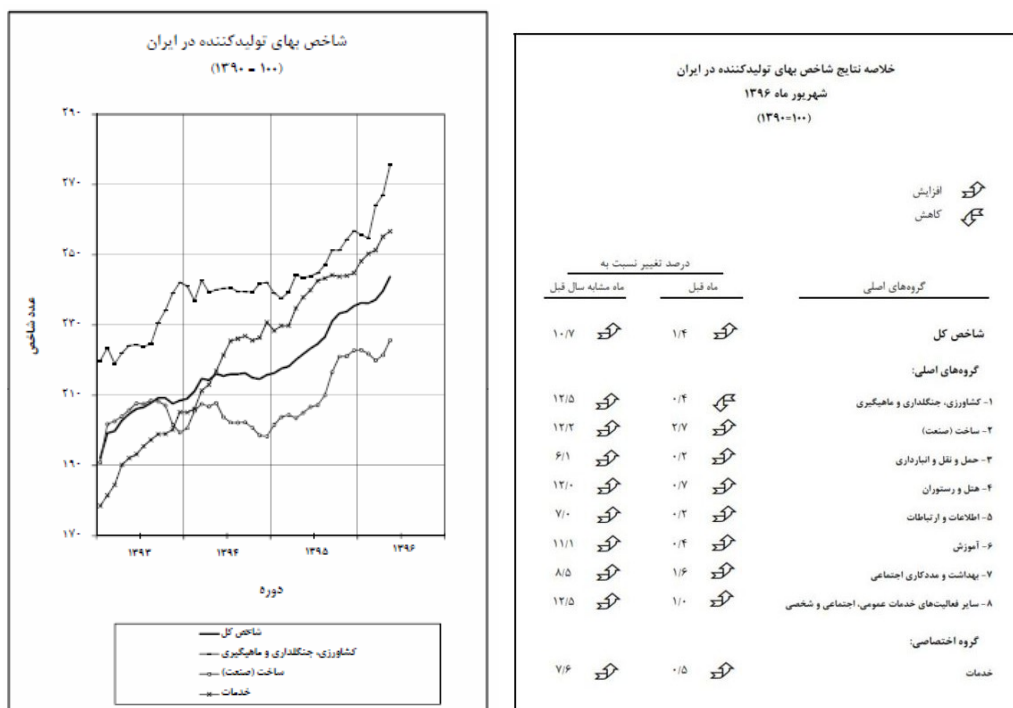 شاخص بهای تولیدکننده در ایران
(۱۳۹۰ = ۱۰۰)
۲۹۰
۲۷۰
۲۵۰
۲۳۰
۲۱۰
۱۹۰
۱۷۰
عدد شاخص
۱۳۹۳
۱۳۹۴
۱۳۹۵
۱۳۹۶
دوره
شاخص کل
کشاورزی، جنگلداری و ماهیگیری
ساخت (صنعت)
خدمات
خلاصه نتایج شاخص بهای تولیدکننده در ایران
شهریور ماه ۱۳۹۶
(۱۳۹۰=۱۰۰)
افزایش
کاهش
درصد تغییر نسبت به
گروه‌های اصلی ماه قبل ماه مشابه سال قبل
شاخص کل ۱/۴ ۱۰/۷
گروه‌های اصلی:
۱- کشاورزی، جنگلداری و ماهیگیری ۰/۴ ۱۲/۵
۲- ساخت (صنعت) ۲/۷ ۱۲/۲
۳- حمل و نقل و انبارداری ۰/۲ ۶/۱
۴- هتل و رستوران ۰/۷ ۱۲/۰
۵- اطلاعات و ارتباطات ۰/۲ ۷/۰
۶- آموزش ۰/۴ ۱۱/۱
۷- بهداشت و مددکاری اجتماعی ۱/۶ ۸/۵
۸- سایر فعالیت‌های خدمات عمومی، اجتماعی و شخصی ۱/۰ ۱۲/۵
گروه اختصاصی:
خدمات ۰/۵ ۷/۶